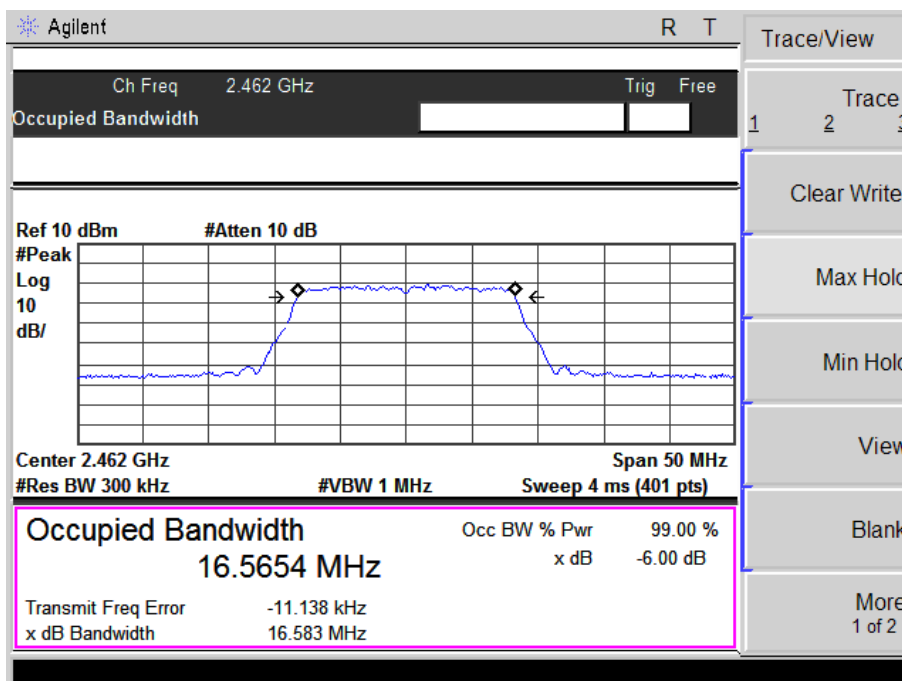 Agilent R T
Ch Freq 2.462 GHz Trig Free
Occupied Bandwidth
Ref 10 dBm #Atten 10 dB
#Peak
Log
10
dB/
Center 2.462 GHz Span 50 MHz
#Res BW 300 kHz #VBW 1 MHz Sweep 4 ms (401 pts)
Occupied Bandwidth
16.5654 MHz
Occ BW % Pwr 99.00 %
x dB -6.00 dB
Transmit Freq Error -11.138 kHz
x dB Bandwidth 16.583 MHz
Trace/View
Trace
1 2 3
Clear Write
Max Hold
Min Hold
View
Blank
More
1 of 2